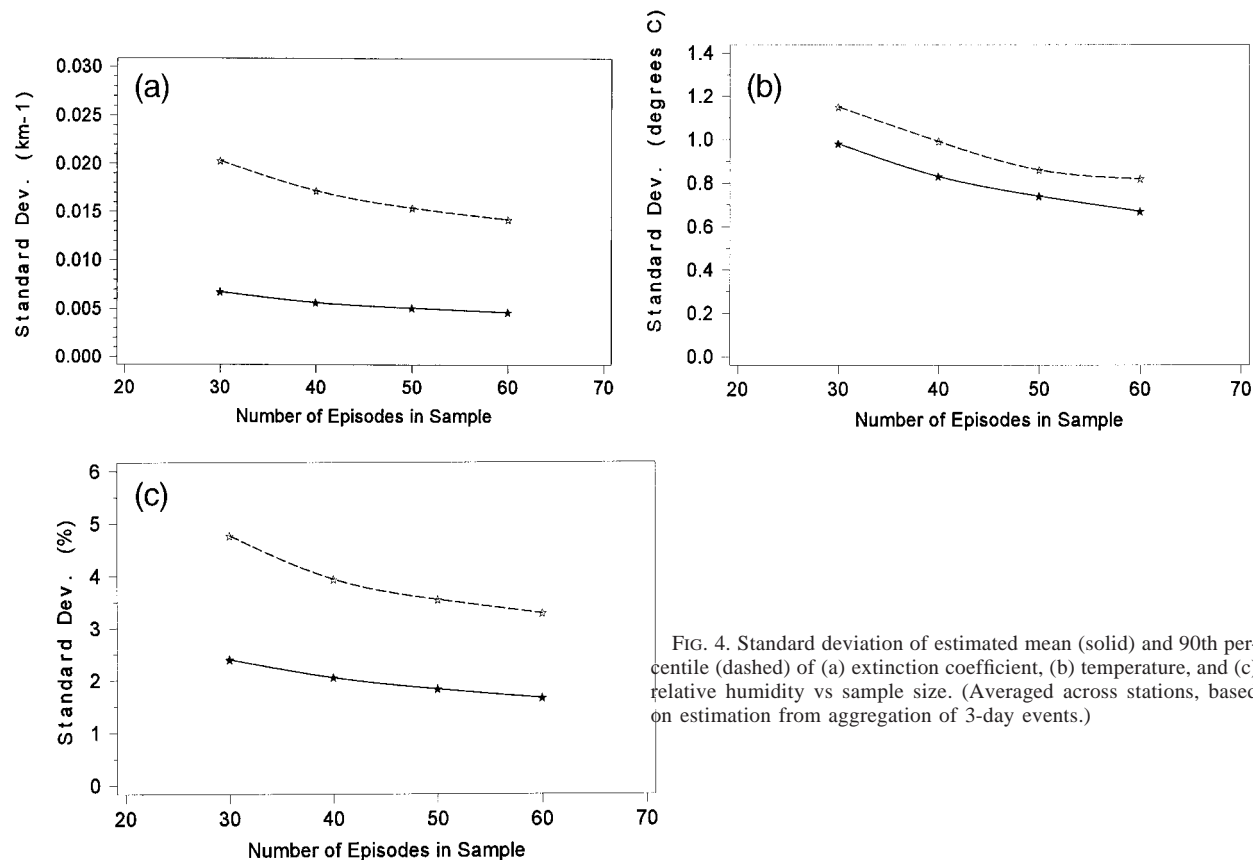 (a)
Standard Dev. (km-1)
0.030
0.025
0.020
0.015
0.010
0.005
0.000
20 30 40 50 60 70
Number of Episodes in Sample
(b)
Standard Dev. (degrees C)
1.4
1.2
1.0
0.8
0.6
0.4
0.2
0.0
20 30 40 50 60 70
Number of Episodes in Sample
(c)
Standard Dev. (%)
6
5
4
3
2
1
0
20 30 40 50 60 70
Number of Episodes in Sample
FIG. 4. Standard deviation of estimated mean (solid) and 90th per-
centile (dashed) of (a) extinction coefficient, (b) temperature, and (c)
relative humidity vs sample size. (Averaged across stations, based
on estimation from aggregation of 3-day events.)